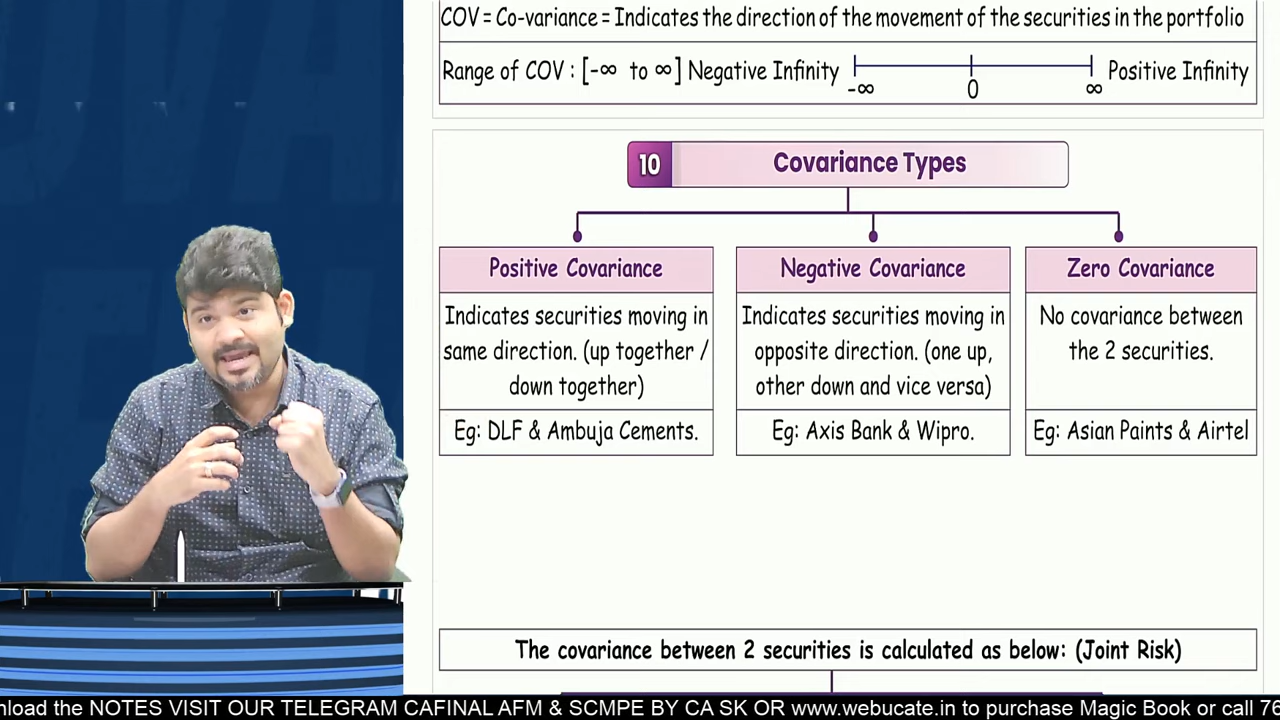 COV = Co-variance = Indicates the direction of the movement of the securities in the portfolio
Range of COV : [-∞ to ∞] Negative Infinity
-∞
0
∞
Positive Infinity
10
Covariance Types
Positive Covariance
Indicates securities moving in
same direction. (up together /
down together)
Eg: DLF & Ambuja Cements.
Negative Covariance
Indicates securities moving in
opposite direction. (one up,
other down and vice versa)
Eg: Axis Bank & Wipro.
Zero Covariance
No covariance between
the 2 securities.
Eg: Asian Paints & Airtel
The covariance between 2 securities is calculated as below: (Joint Risk)
nload the NOTES VISIT OUR TELEGRAM CAFINAL AFM & SCMPE BY CA SK OR www.webucate.in to purchase Magic Book or call 76